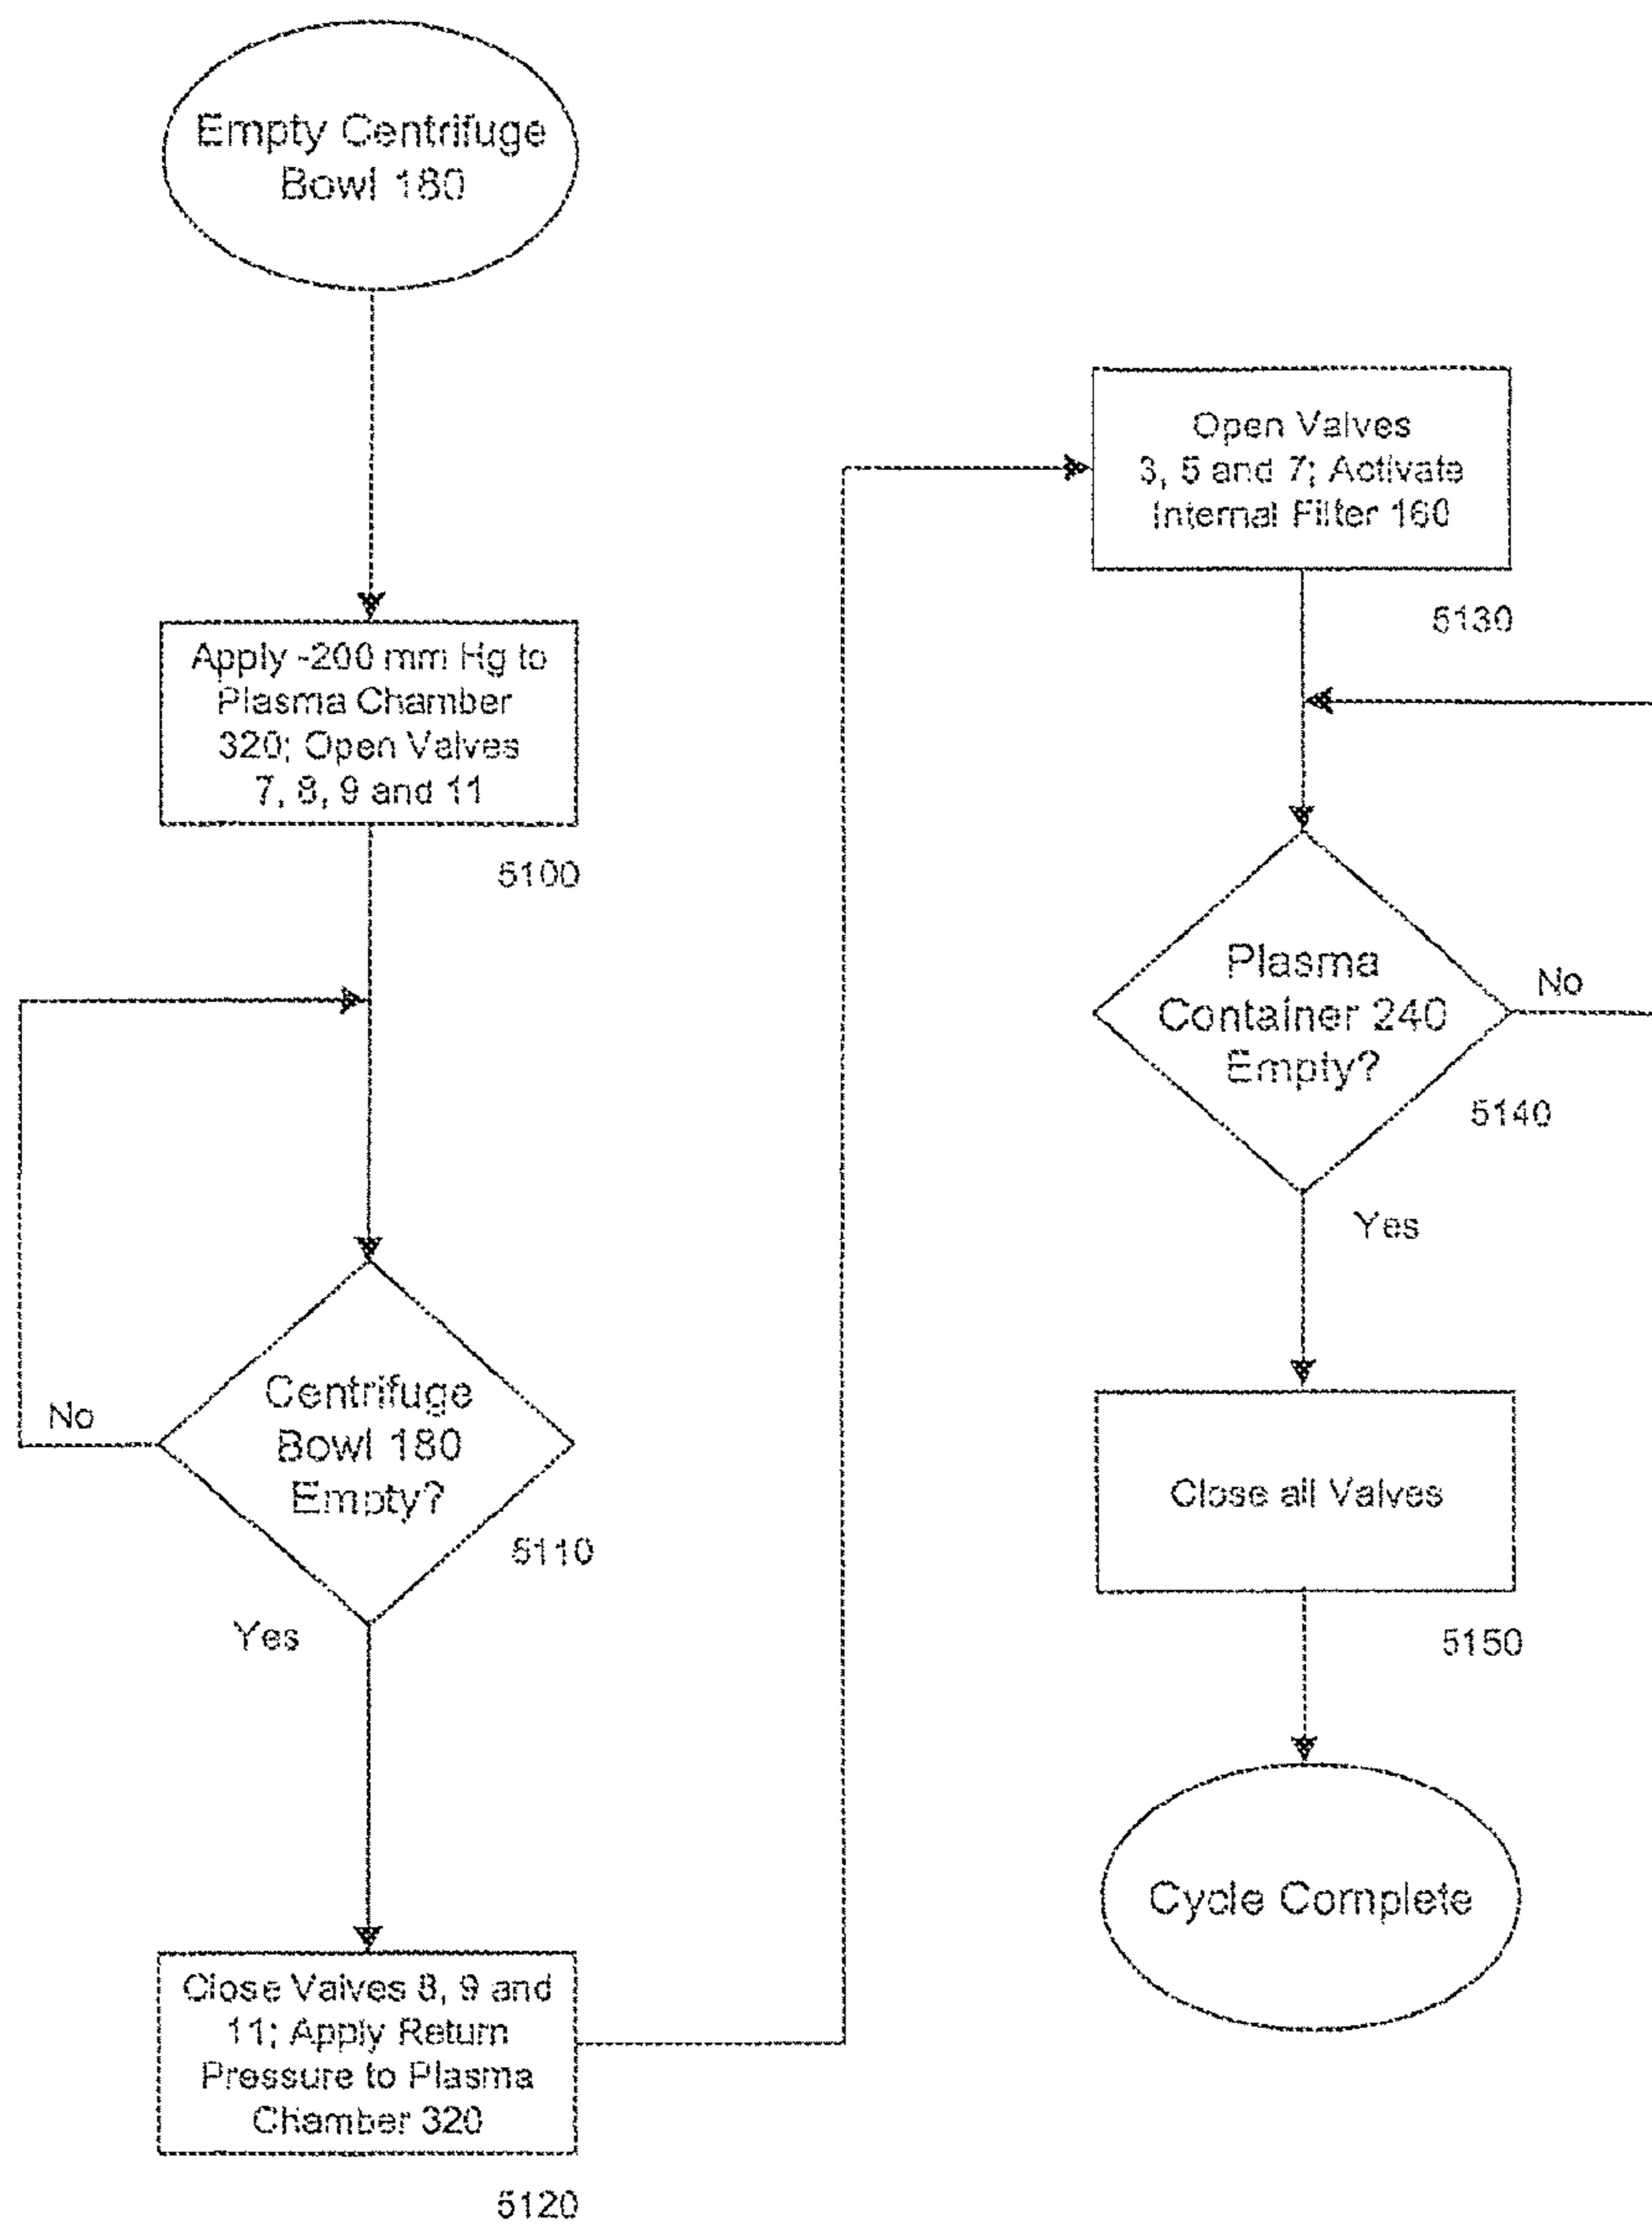 Empty Centrifuge
Bowl 180
Apply -200 mm Hg to
Plasma Chamber
320; Open Valves
7, 8, 9 and 11
5100
No
Centrifuge
Bowl 180
Empty?
5110
Yes
Close Valves 8, 9 and
11; Apply Return
Pressure to Plasma
Chamber 320
5120
Open Valves
3, 5 and 7; Activate
Internal Filter 160
5130
Plasma
Container 240
Empty?
No
5140
Yes
Close all Valves
5150
Cycle Complete